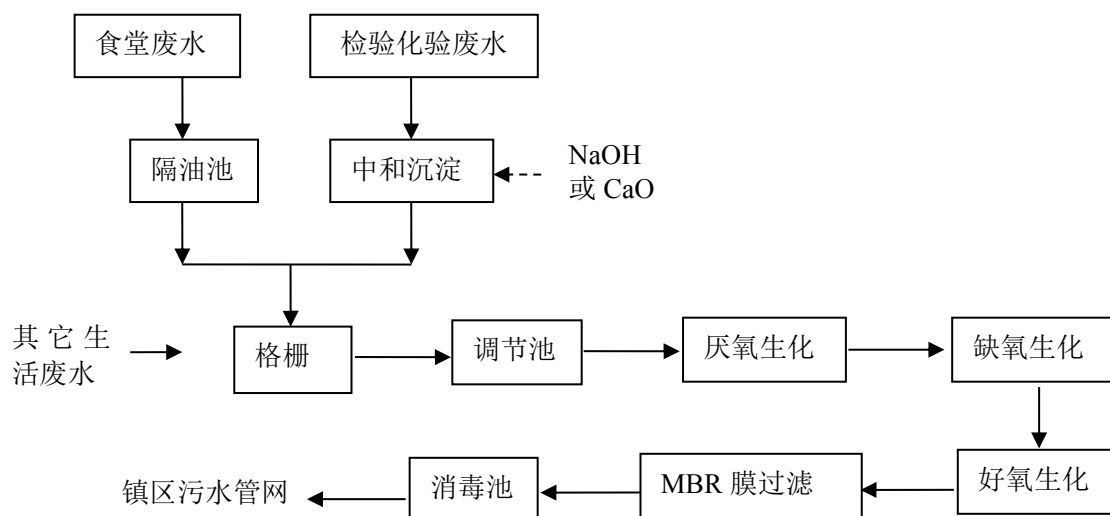 食堂废水
检验化验废水
隔油池
中和沉淀
NaOH
或 CaO
其它生
活废水
格栅
调节池
厌氧生化
缺氧生化
镇区污水管网
消毒池
MBR 膜过滤
好氧生化